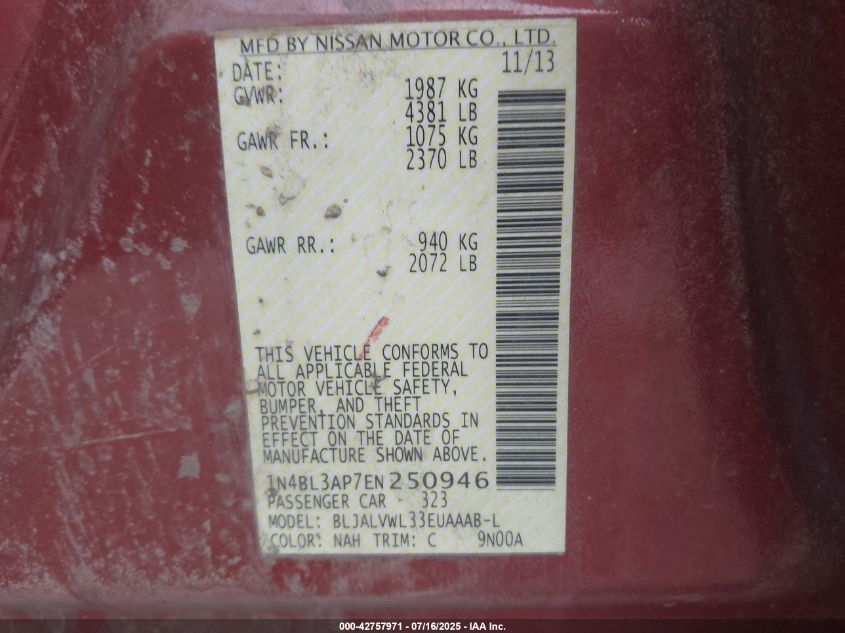 MFD BY NISSAN MOTOR CO., LTD.
DATE: 11/13
GVWR: 1987 KG
4381 LB
GAWR FR.: 1075 KG
2370 LB
GAWR RR.: 940 KG
2072 LB
THIS VEHICLE CONFORMS TO
ALL APPLICABLE FEDERAL
MOTOR VEHICLE SAFETY,
BUMPER, AND THEFT
PREVENTION STANDARDS IN
EFFECT ON THE DATE OF
MANUFACTURE SHOWN ABOVE.
1N4BL3AP7EN250946
PASSENGER CAR 323
MODEL: BLJALVWL33EUAAAB-L
COLOR: NAH TRIM: C 9N00A
000-42757971 - 07/16/2025 - IAA Inc.